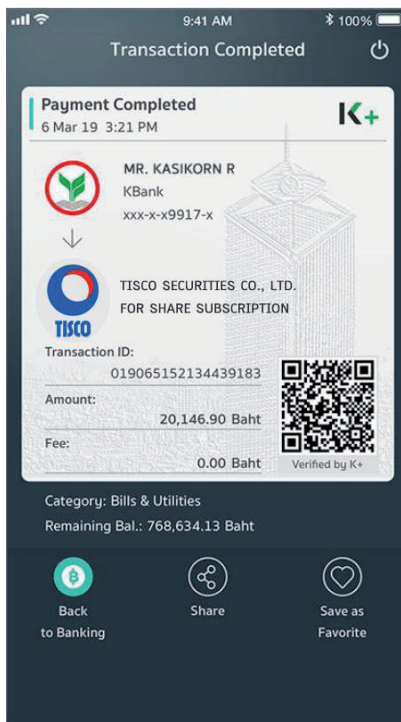 9:41 AM
100%
Transaction Completed
Payment Completed
6 Mar 19 3:21 PM
K+
MR. KASIKORN R
KBank
xxx-x-x9917-x
TISCO SECURITIES CO., LTD.
FOR SHARE SUBSCRIPTION
TISCO
Transaction ID:
019065152134439183
Amount:
20,146.90 Baht
Fee:
0.00 Baht
Verified by K+
Category: Bills & Utilities
Remaining Bal.: 768,634.13 Baht
Back
to Banking
Share
Save as
Favorite